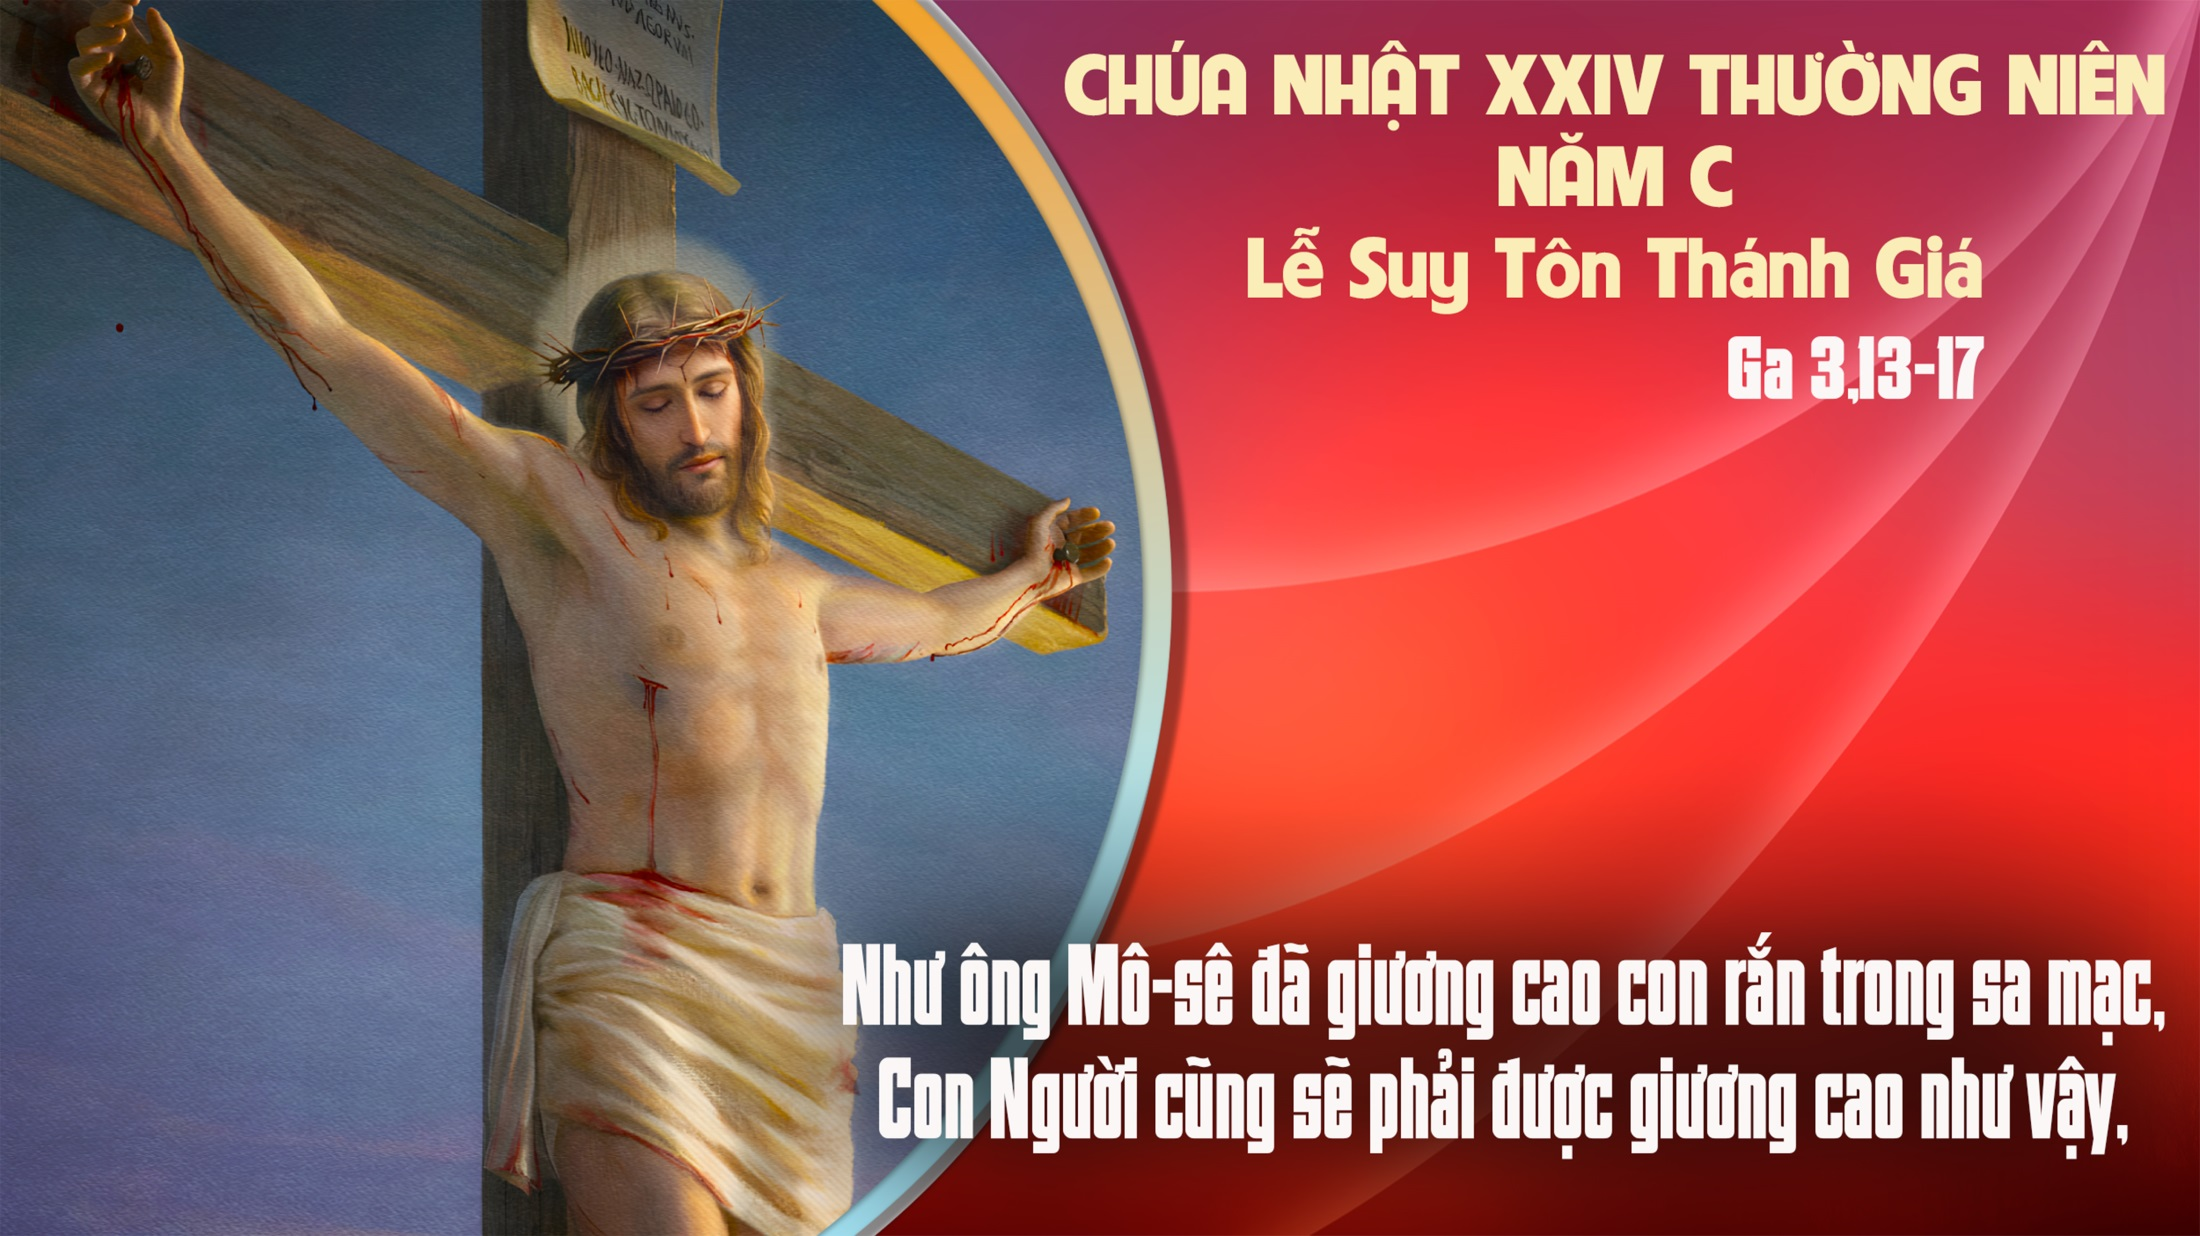 CHÚA NHẬT XXIV THƯỜNG NIÊN
NĂM C
Lễ Suy Tôn Thánh Giá
Ga 3,13-17
Như ông Mô-sê đã giương cao con rắn trong sa mạc,
Con Người cũng sẽ phải được giương cao như vậy,